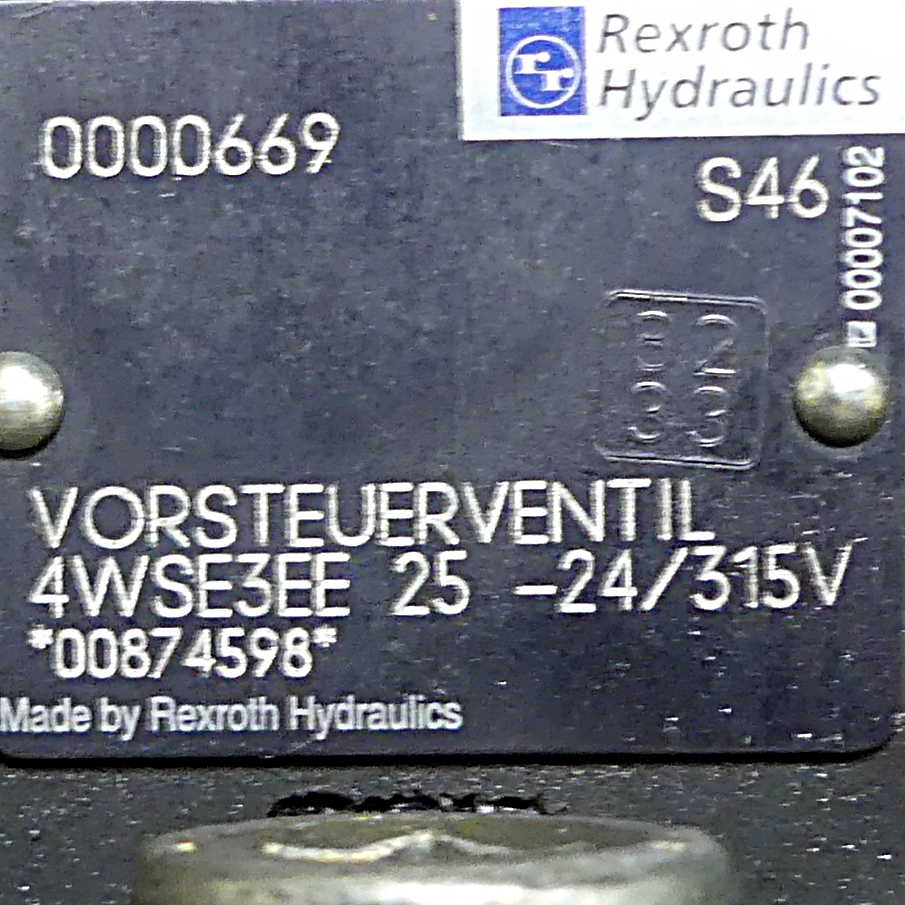 Rexroth
Hydraulics
0000669
S46
00007102
VORSTEUERVENTIL
4WSE3EE 25 -24/315V
*00874598*
Made by Rexroth Hydraulics